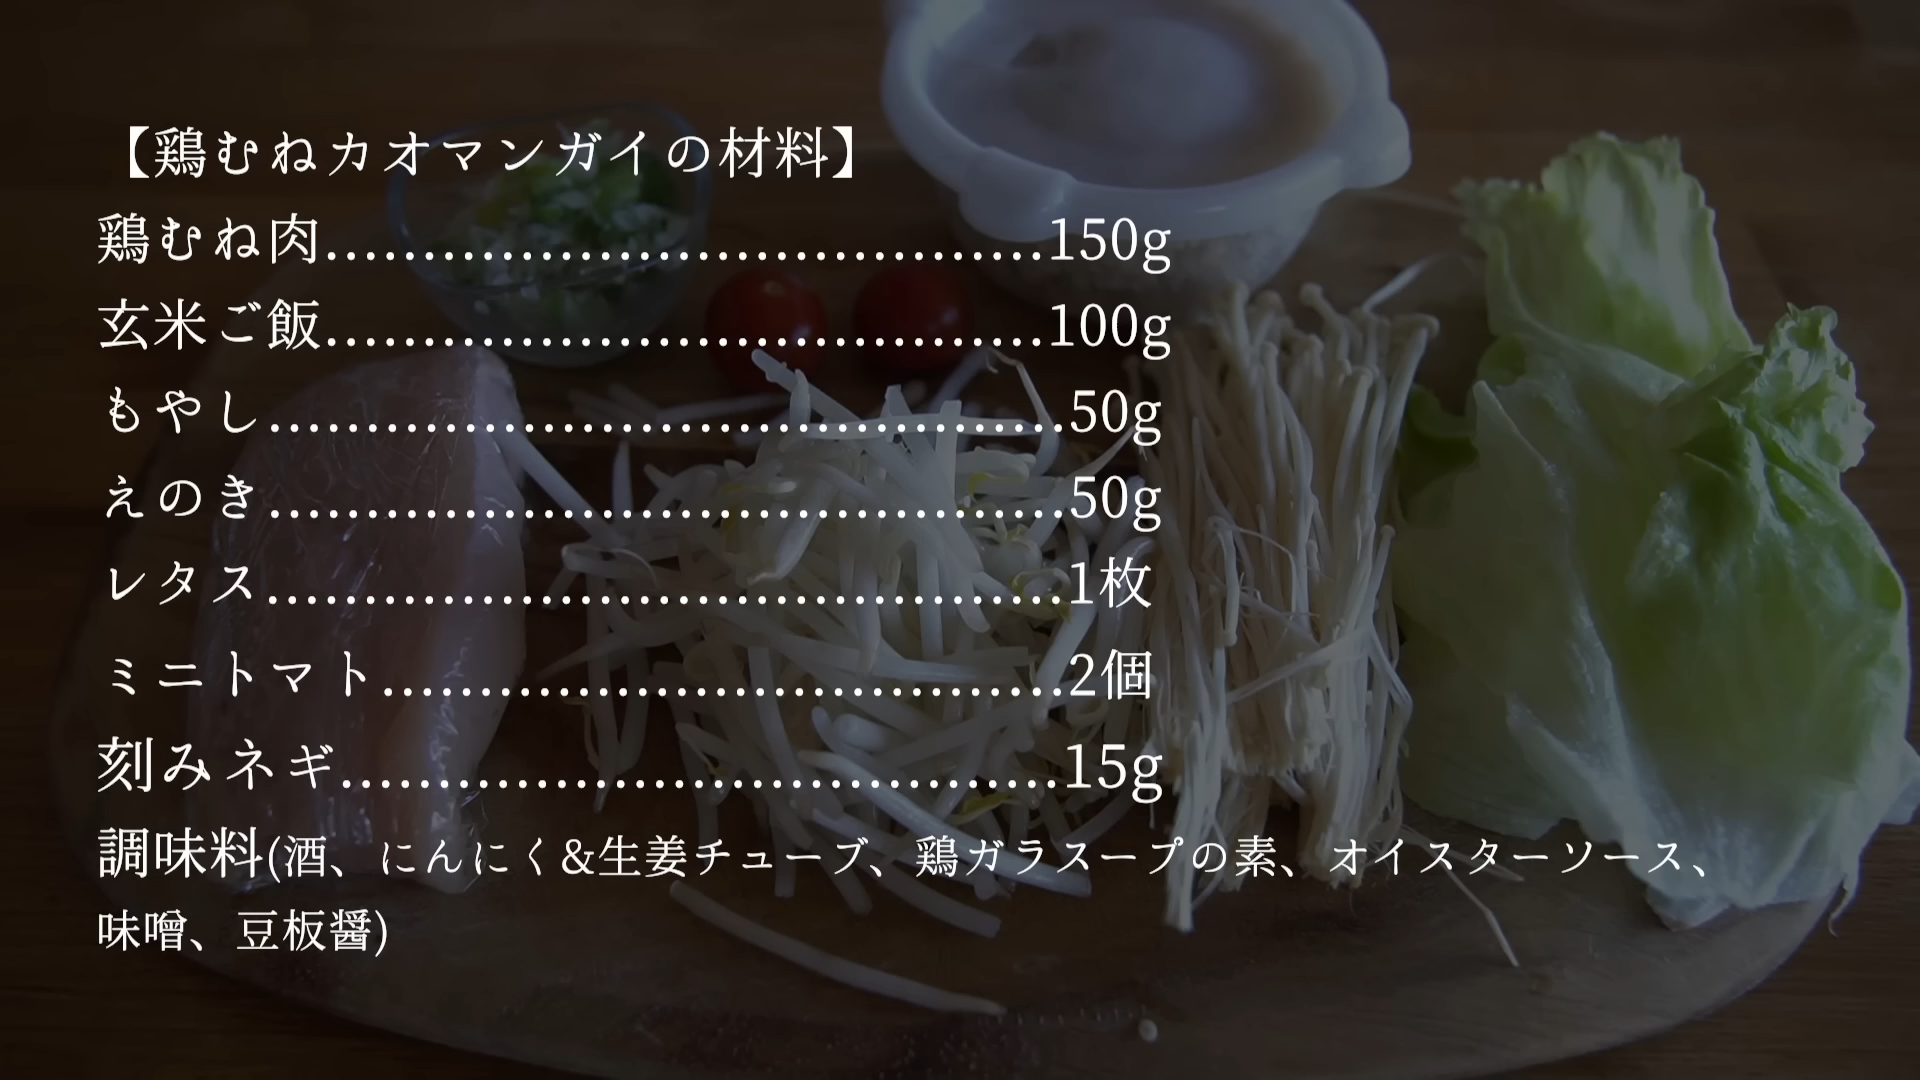 【鶏むねカオマンガイの材料】
鶏むね肉......................................150g
玄米ご飯......................................100g
もやし..........................................50g
えのき..........................................50g
レタス..........................................1枚
ミニトマト....................................2個
刻みネギ......................................15g
調味料(酒、にんにく&生姜チューブ、鶏ガラスープの素、オイスターソース、
味噌、豆板醤)